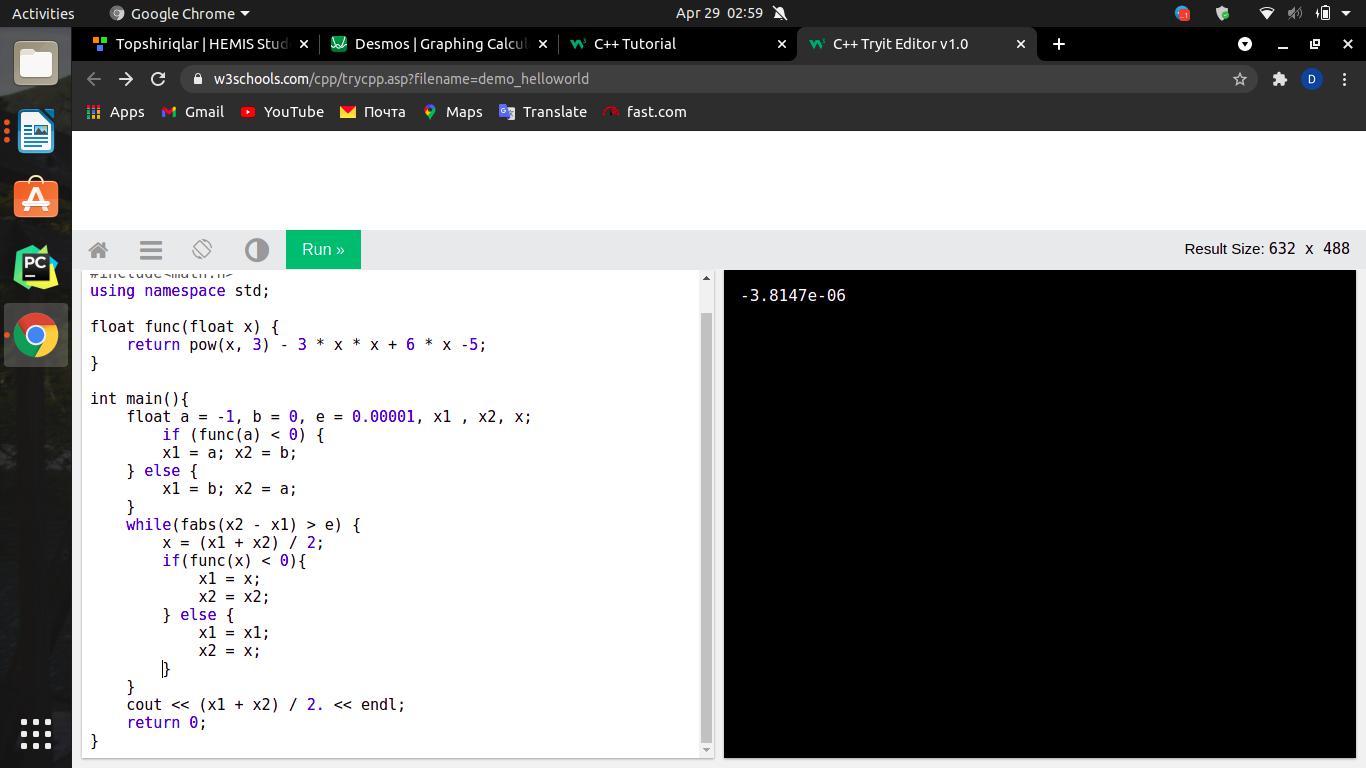 Activities
Google Chrome
Apr 29 02:59
Topshiriqlar | HEMIS Stud
Desmos | Graphing Calcul
C++ Tutorial
C++ Tryit Editor v1.0
w3schools.com/cpp/trycpp.asp?filename=demo_helloworld
D
Apps
Gmail
YouTube
Почта
Maps
Translate
fast.com
Run »
Result Size: 632 x 488
#include<math.h>
using namespace std;
float func(float x) {
return pow(x, 3) - 3 * x * x + 6 * x -5;
}
int main(){
float a = -1, b = 0, e = 0.00001, x1 , x2, x;
if (func(a) < 0) {
x1 = a; x2 = b;
} else {
x1 = b; x2 = a;
}
while(fabs(x2 - x1) > e) {
x = (x1 + x2) / 2;
if(func(x) < 0){
x1 = x;
x2 = x2;
} else {
x1 = x1;
x2 = x;
}
}
cout << (x1 + x2) / 2. << endl;
return 0;
}
-3.8147e-06
PC